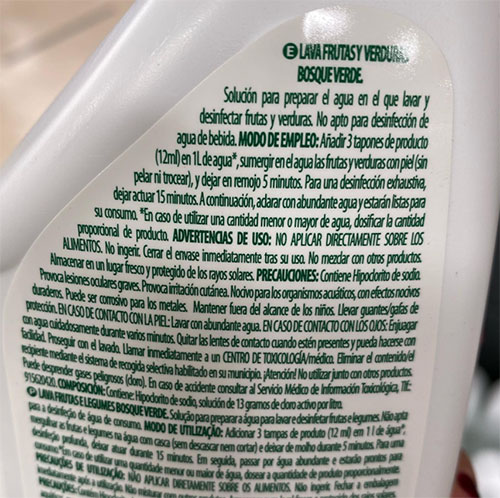 E LAVA FRUTAS Y VERDURAS
BOSQUE VERDE.
Solución para preparar el agua en el que lavar y
desinfectar frutas y verduras. No apto para desinfección de
agua de bebida. MODO DE EMPLEO: Añadir 3 tapones de producto
(12ml) en 1L de agua*, sumergir en el agua las frutas y verduras con piel (sin
pelar ni trocear), y dejar en remojo 5 minutos. Para una desinfección exhaustiva,
dejar actuar 15 minutos. A continuación, aclarar con abundante agua y estarán listas para
su consumo. *En caso de utilizar una cantidad menor o mayor de agua, dosificar la cantidad
proporcional de producto. ADVERTENCIAS DE USO: NO APLICAR DIRECTAMENTE SOBRE LOS
ALIMENTOS. No ingerir. Cerrar el envase inmediatamente tras su uso. No mezclar con otros productos.
Almacenar en un lugar fresco y protegido de los rayos solares. PRECAUCIONES: Contiene Hipoclorito de sodio.
Provoca lesiones oculares graves. Provoca irritación cutánea. Nocivo para los organismos acuáticos, con efectos nocivos
duraderos. Puede ser corrosivo para los metales. Mantener fuera del alcance de los niños. Llevar guantes/gafas de
protección. EN CASO DE CONTACTO CON LA PIEL: Lavar con abundante agua. EN CASO DE CONTACTO CON LOS OJOS: Enjuagar
con agua cuidadosamente durante varios minutos. Quitar las lentes de contacto cuando estén presentes y pueda hacerse con
facilidad. Proseguir con el lavado. Llamar inmediatamente a un CENTRO DE TOXICOLOGÍA/médico. Eliminar el contenido/el
recipiente mediante el sistema de recogida selectiva habilitado en su municipio. ¡Atención! No utilizar junto con otros productos.
Puede desprender gases peligrosos (cloro). En caso de accidente consultar al Servicio Médico de Información Toxicológica, Tlf.:
915620420. COMPOSICIÓN: Contiene: Hipoclorito de sodio, solución de 13 gramos de cloro activo por litro.
LAVA FRUTAS E LEGUMES BOSQUE VERDE. Solução para preparar a água para lavar e desinfetar frutas e legumes. Não apta
para a desinfeção de água de consumo. MODO DE UTILIZAÇÃO: Adicionar 3 tampas de produto (12 ml) em 1 l de água*,
mergulhar as frutas e legumes na água com casca (sem descascar nem cortar) e deixar de molho durante 5 minutos. Para uma
desinfeção profunda, deixar atuar durante 15 minutos. Em seguida, passar por água abundante e estarão prontos para
*Em caso de utilizar uma quantidade menor ou maior de água, dosear a quantidade de produto proporcionalmente.
PRECAUÇÕES DE UTILIZAÇÃO: NÃO APLICAR DIRETAMENTE SOBRE OS ALIMENTOS. Não ingerir. Fechar a embalagem